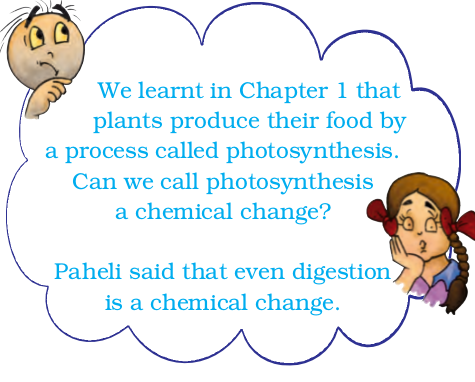 We learnt in Chapter 1 that
plants produce their food by
a process called photosynthesis.
Can we call photosynthesis
a chemical change?
Paheli said that even digestion
is a chemical change.